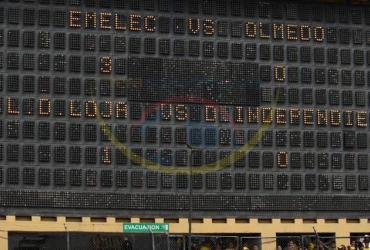 EMELEC VS OLMEDO
3 0
L.D.LOJA VS D.INDEPENDIE
1 0
EVACUACION